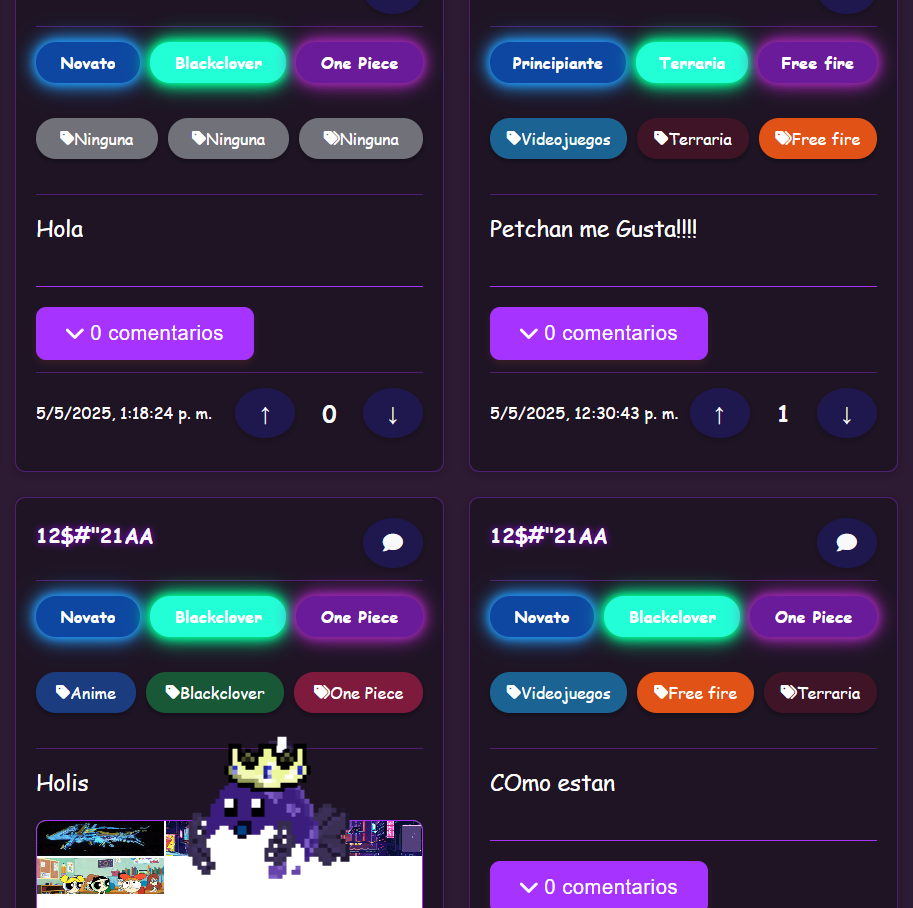 Novato Blackclover One Piece
Ninguna Ninguna Ninguna
Hola
0 comentarios
5/5/2025, 1:18:24 p. m. ↑ 0 ↓
Principiante Terraria Free fire
Videojuegos Terraria Free fire
Petchan me Gusta!!!!
0 comentarios
5/5/2025, 12:30:43 p. m. ↑ 1 ↓
12$#"21AA
Novato Blackclover One Piece
Anime Blackclover One Piece
Holis
12$#"21AA
Novato Blackclover One Piece
Videojuegos Free fire Terraria
COmo estan
0 comentarios